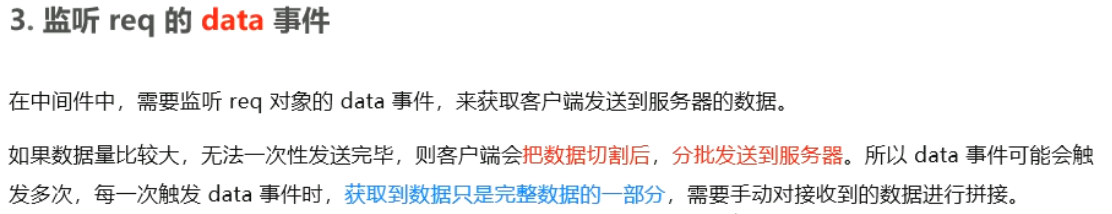 3. 监听 req 的 data 事件
在中间件中，需要监听 req 对象的 data 事件，来获取客户端发送到服务器的数据。
如果数据量比较大，无法一次性发送完毕，则客户端会把数据切割后，分批发送到服务器。所以 data 事件可能会触
发多次，每一次触发 data 事件时，获取到数据只是完整数据的一部分，需要手动对接收到的数据进行拼接。